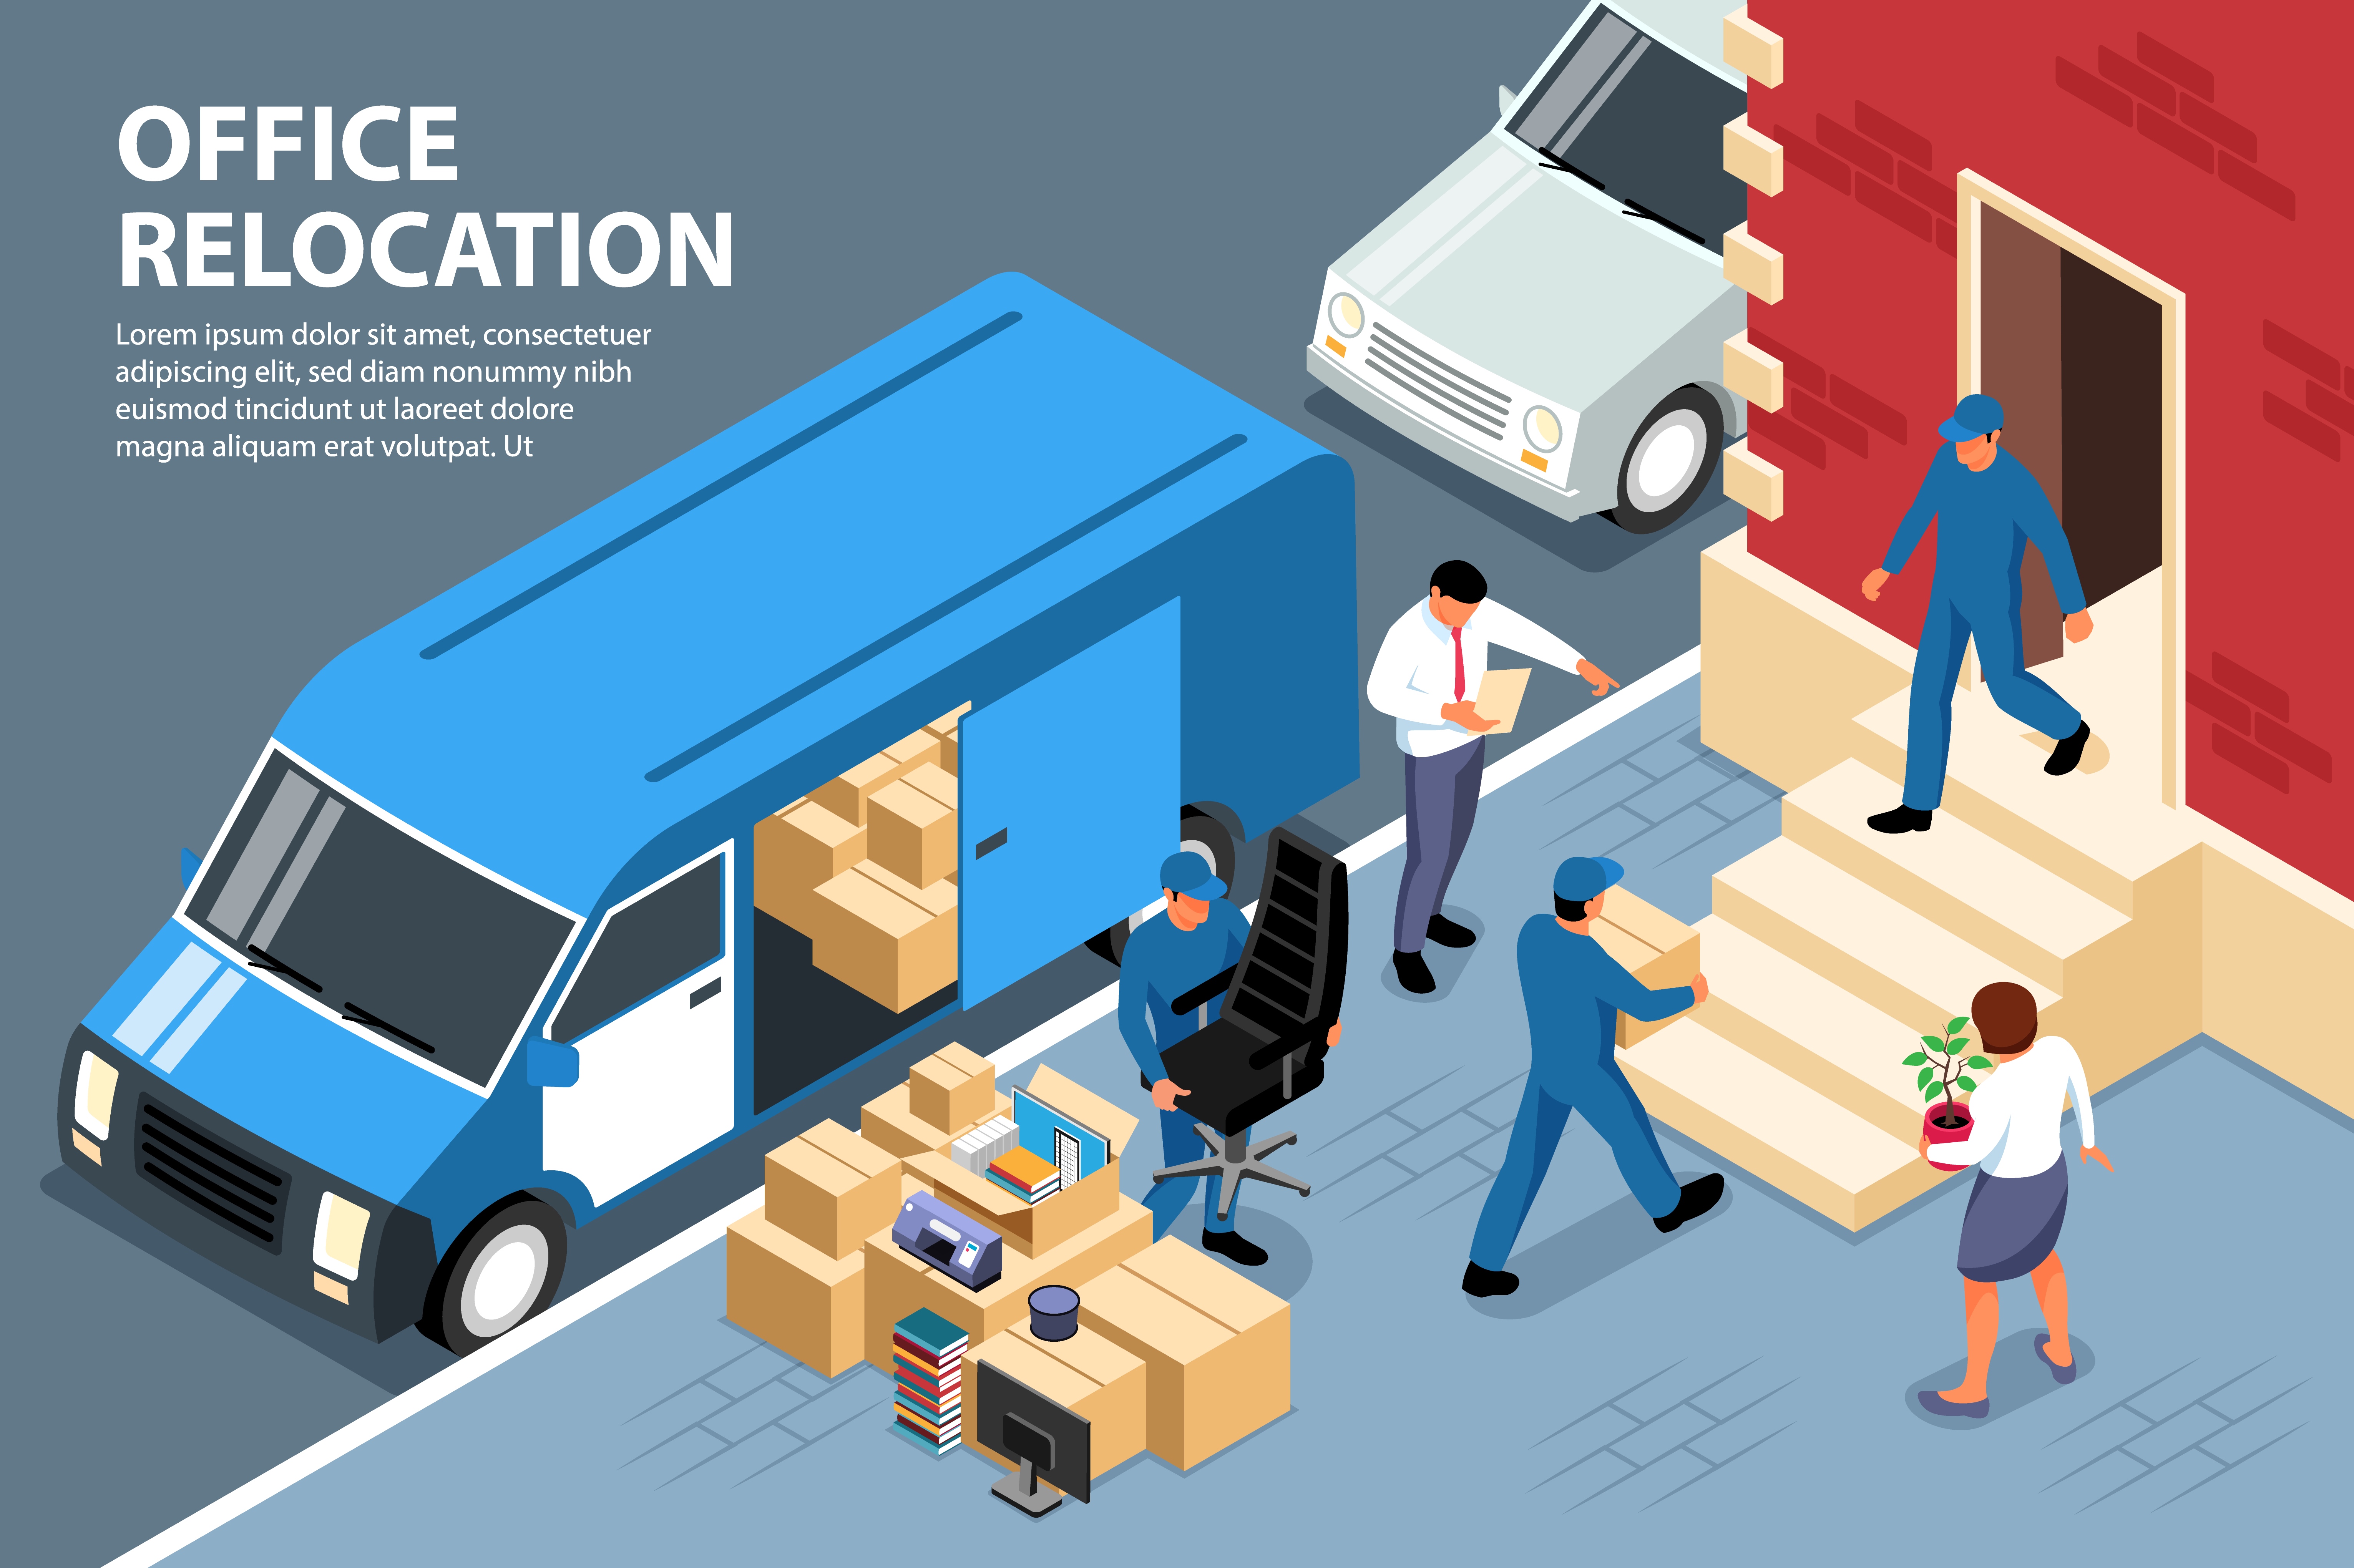 OFFICE
RELOCATION
Lorem ipsum dolor sit amet, consectetuer
adipiscing elit, sed diam nonummy nibh
euismod tincidunt ut laoreet dolore
magna aliquam erat volutpat. Ut